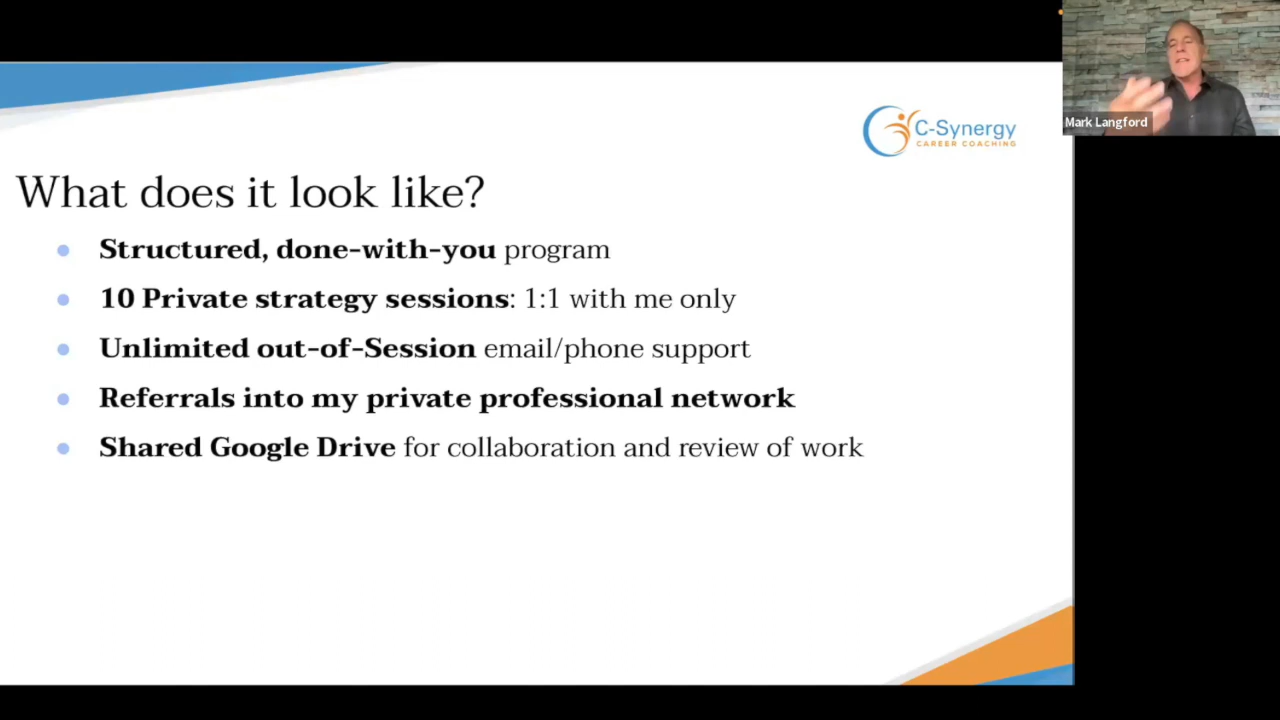 C-Synergy
CAREER COACHING
Mark Langford
What does it look like?
Structured, done-with-you program
10 Private strategy sessions: 1:1 with me only
Unlimited out-of-Session email/phone support
Referrals into my private professional network
Shared Google Drive for collaboration and review of work